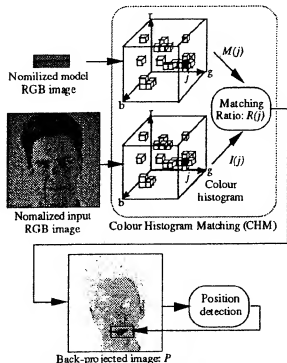 r
Nomilized model
RGB image
j
g
b
M(j)
Matching
Ratio: R(j)
r
I(j)
j
g
b
Colour
histogram
Nomalized input
RGB image
Colour Histogram Matching (CHM)
Position
detection
Back-projected image: P